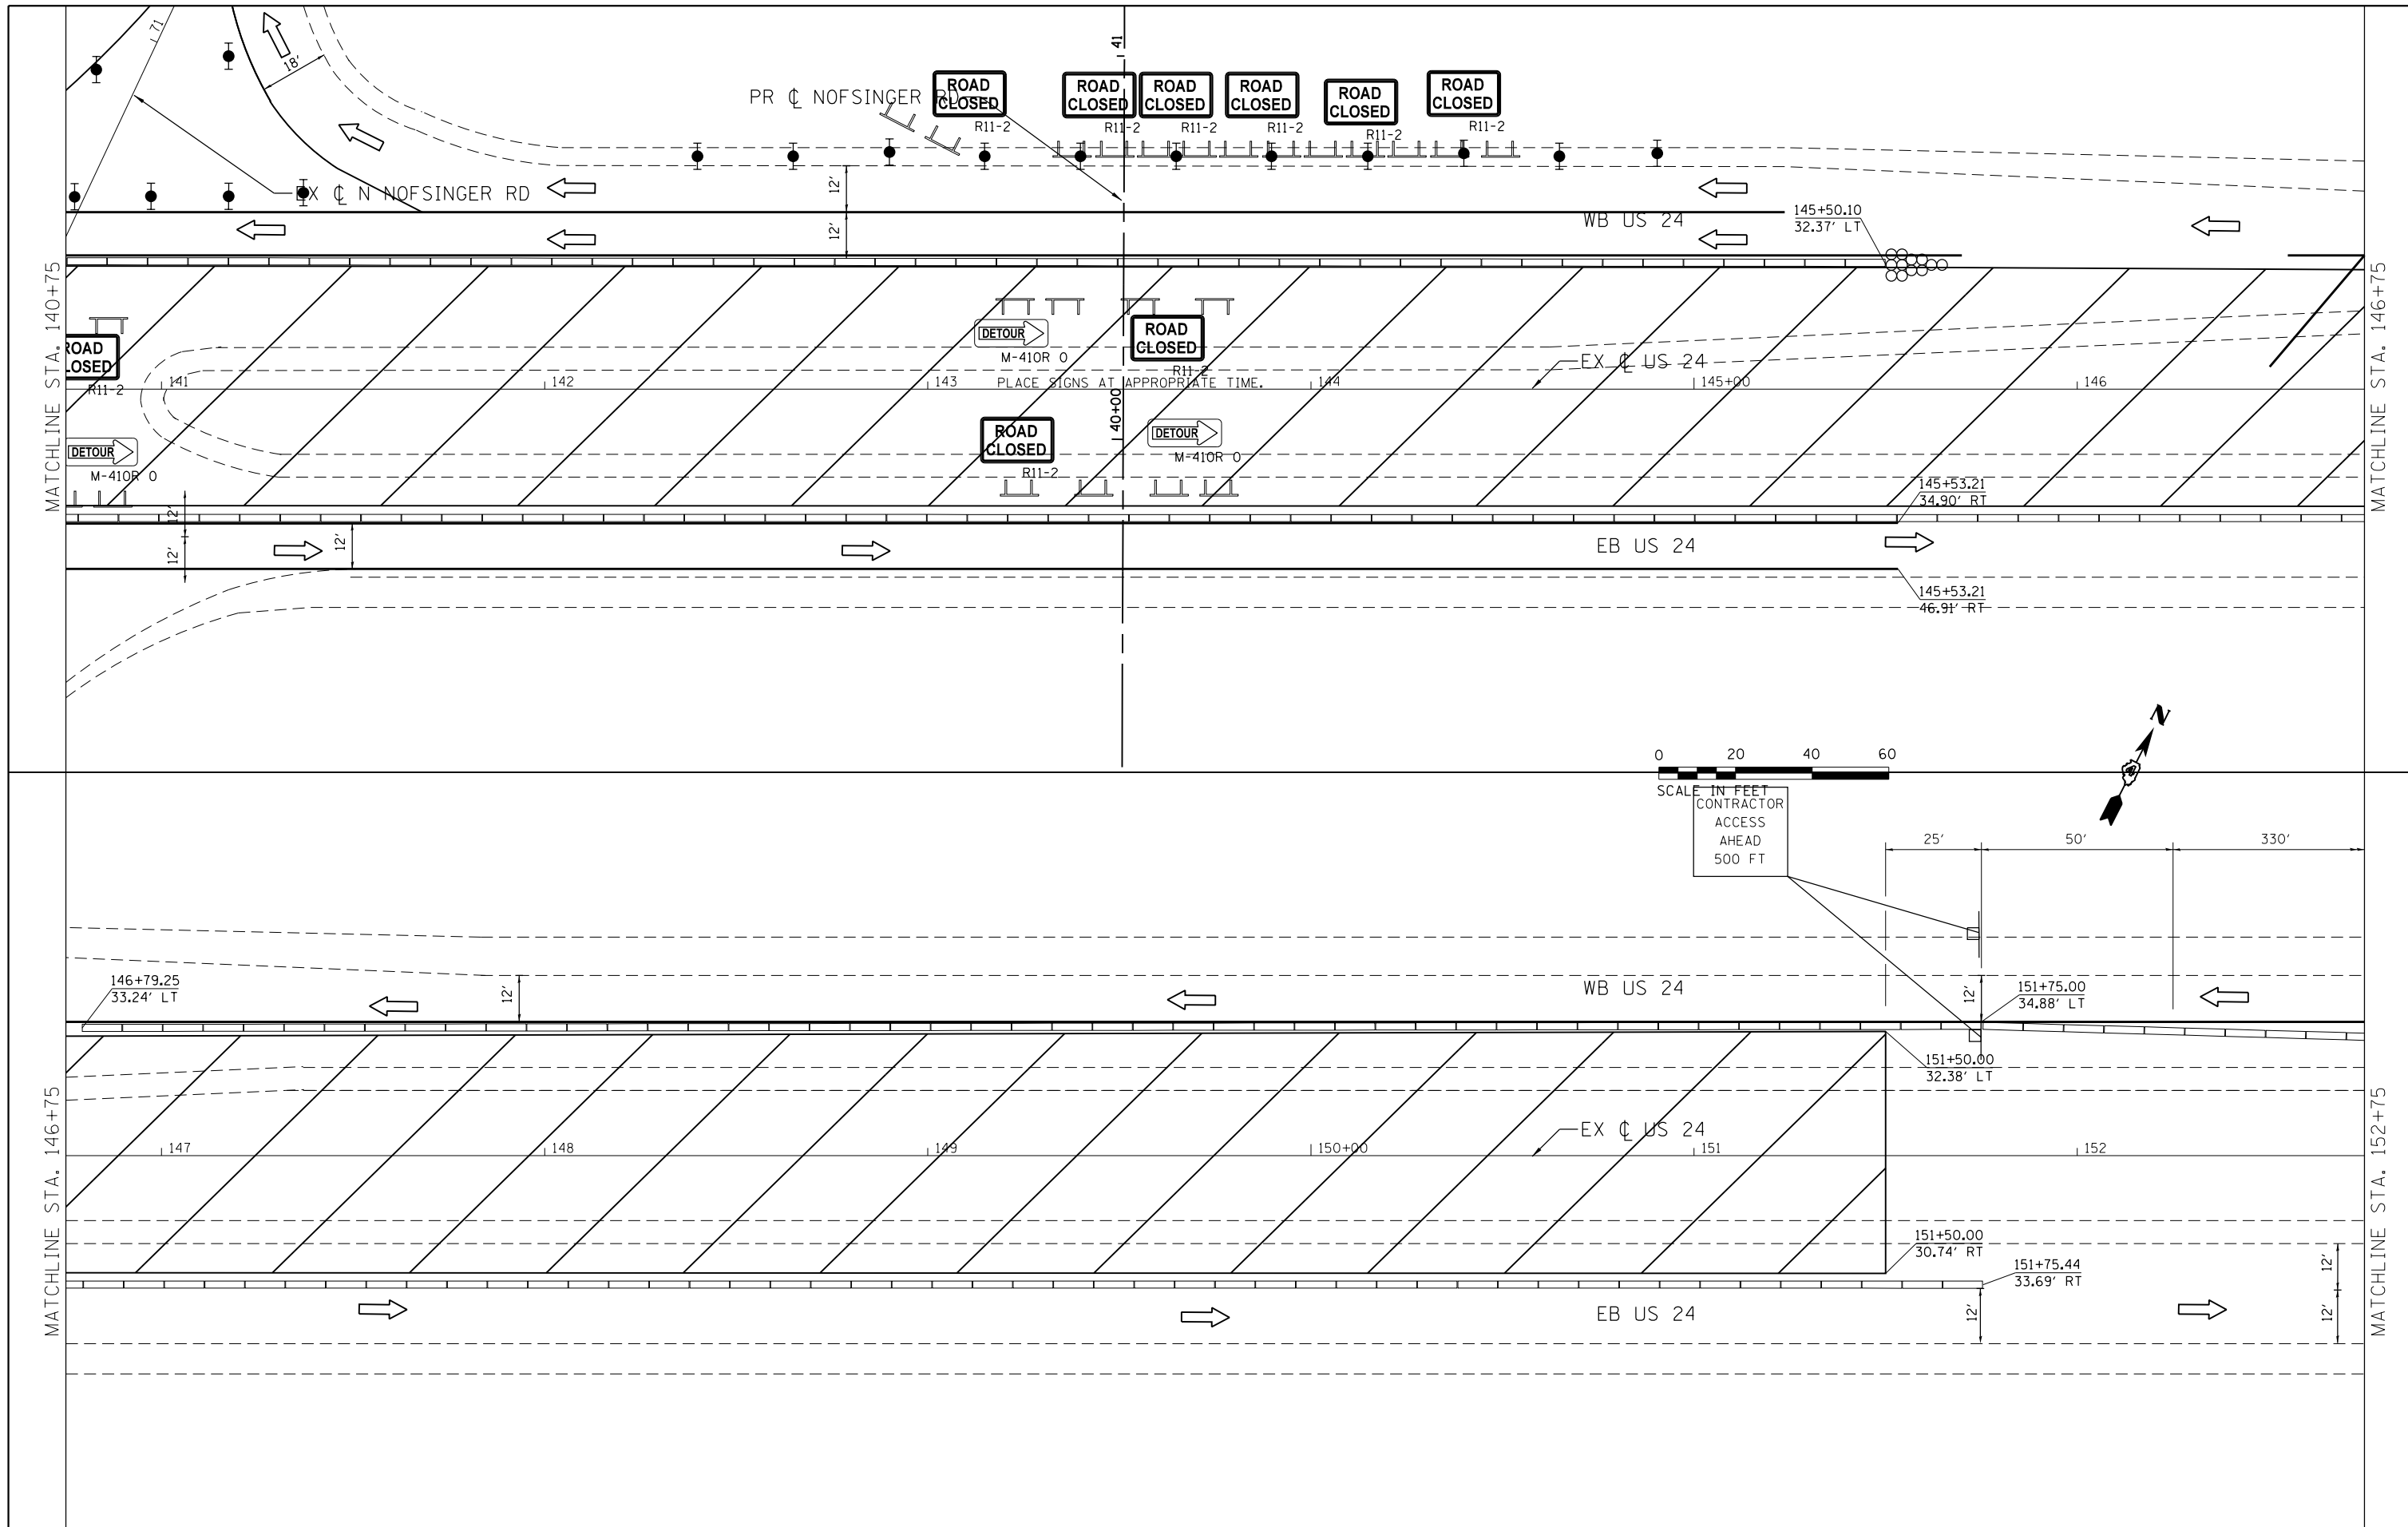 71
18'
41
PR ℄ NOFSINGER RD
ROAD
CLOSED
R11-2
ROAD
CLOSED
R11-2
ROAD
CLOSED
R11-2
ROAD
CLOSED
R11-2
ROAD
CLOSED
R11-2
ROAD
CLOSED
R11-2
EX ℄ N NOFSINGER RD
12'
12'
WB US 24
145+50.10
32.37' LT
MATCHLINE STA. 140+75
MATCHLINE STA. 146+75
ROAD
CLOSED
R11-2
DETOUR
M-410R O
DETOUR
M-410R O
ROAD
CLOSED
R11-2
PLACE SIGNS AT APPROPRIATE TIME.
EX ℄ US 24
141
142
143
144
145+00
146
40+00
ROAD
CLOSED
R11-2
DETOUR
M-410R O
145+53.21
34.90' RT
12'
12'
12'
EB US 24
145+53.21
46.91' RT
N
0 20 40 60
SCALE IN FEET
CONTRACTOR
ACCESS
AHEAD
500 FT
25'
50'
330'
146+79.25
33.24' LT
12'
WB US 24
12'
151+75.00
34.88' LT
151+50.00
32.38' LT
MATCHLINE STA. 146+75
MATCHLINE STA. 152+75
EX ℄ US 24
147
148
149
150+00
151
152
151+50.00
30.74' RT
151+75.44
33.69' RT
12'
12'
12'
EB US 24